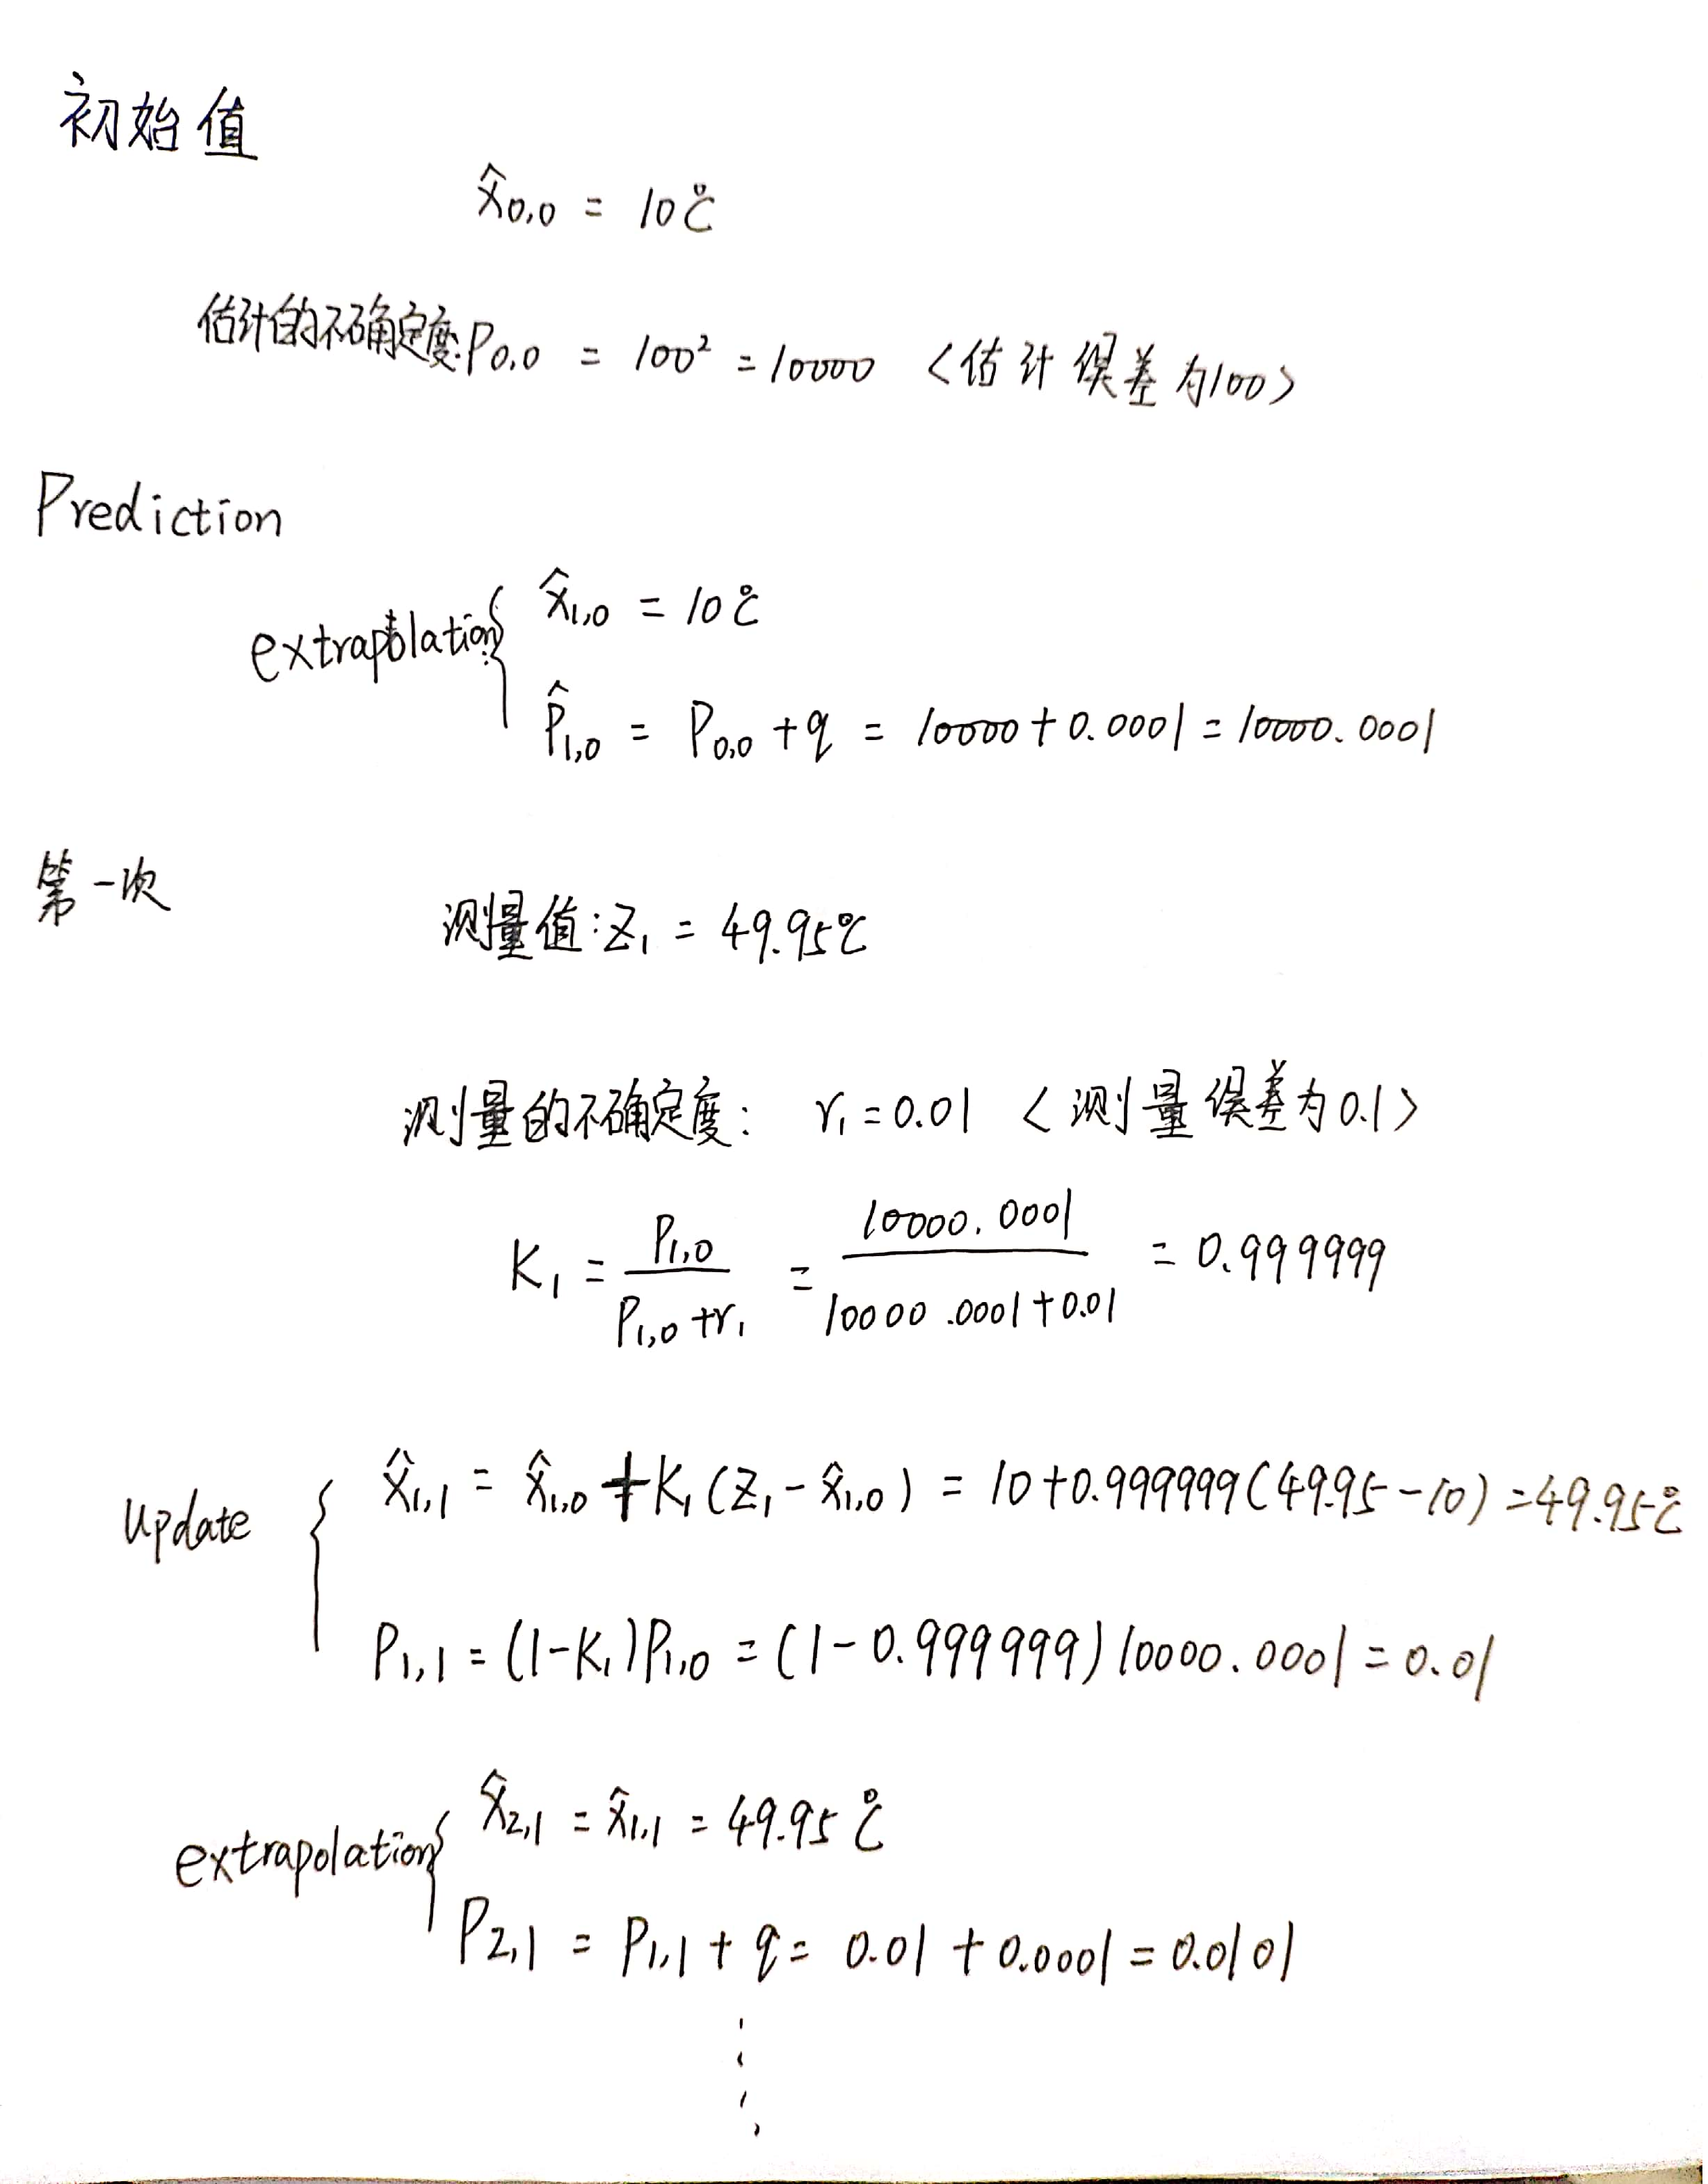 初始值
x̂0,0 = 10℃
估计的不确定度:P0,0 = 100² = 10000 <估计误差为100>
Prediction
extrapolation { x̂1,0 = 10℃
P̂1,0 = P0,0 + q = 10000 + 0.0001 = 10000.0001
第一次
测量值:Z1 = 49.95℃
测量的不确定度: r1 = 0.01 <测量误差为0.1>
K1 = P1,0 / (P1,0 + r1) = 10000.0001 / (10000.0001 + 0.01) = 0.999999
update { x̂1,1 = x̂1,0 + K1(Z1 - x̂1,0) = 10 + 0.999999(49.95 - 10) = 49.95℃
P1,1 = (1 - K1)P1,0 = (1 - 0.999999)10000.0001 = 0.01
extrapolation { x̂2,1 = x̂1,1 = 49.95℃
P2,1 = P1,1 + q = 0.01 + 0.0001 = 0.0101
⋮